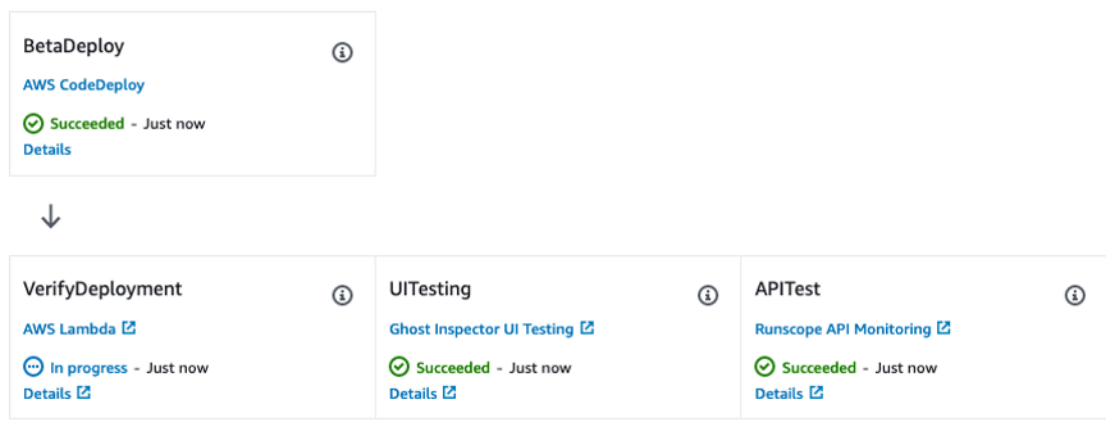 BetaDeploy
AWS CodeDeploy
Succeeded - Just now
Details
VerifyDeployment
AWS Lambda
In progress - Just now
Details
UITesting
Ghost Inspector UI Testing
Succeeded - Just now
Details
APITest
Runscope API Monitoring
Succeeded - Just now
Details